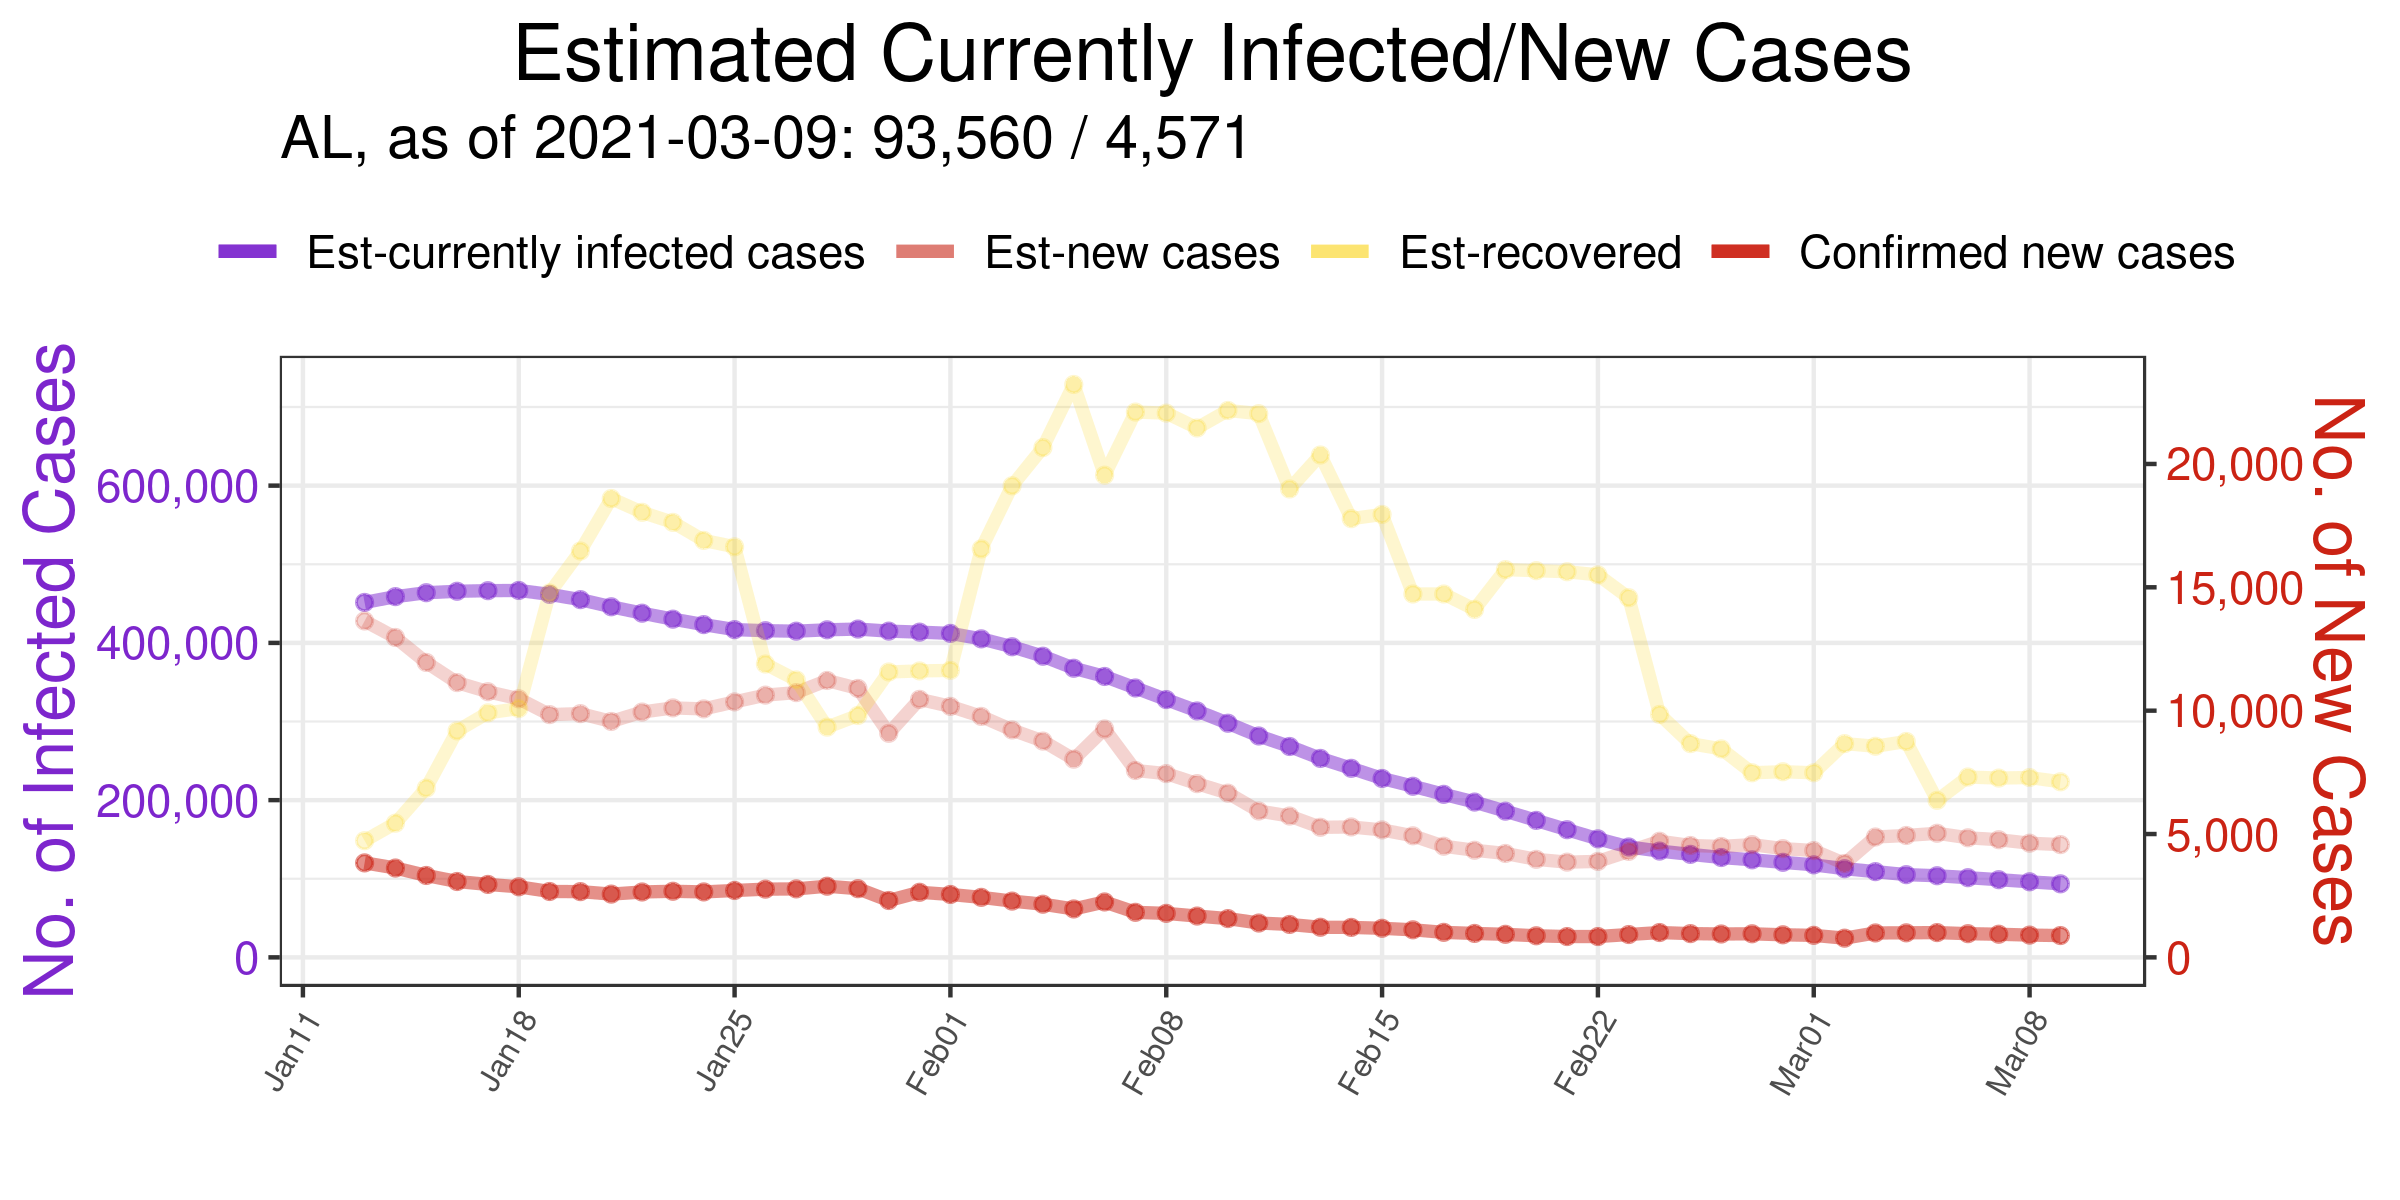 Estimated Currently Infected/New Cases
AL, as of 2021-03-09: 93,560 / 4,571
Est-currently infected cases
Est-new cases
Est-recovered
Confirmed new cases
No. of Infected Cases
600,000
400,000
200,000
0
20,000
15,000
10,000
5,000
0
No. of New Cases
Jan11
Jan18
Jan25
Feb01
Feb08
Feb15
Feb22
Mar01
Mar08